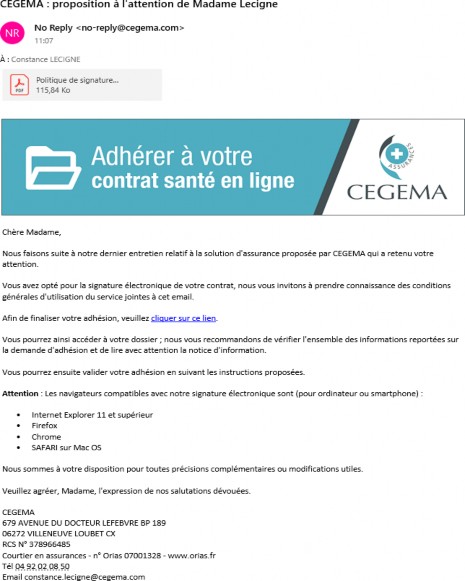 CEGEMA : proposition à l'attention de Madame Lecigne
NR
No Reply <no-reply@cegema.com>
11:07
À : Constance LECIGNE
PDF
Politique de signature...
115,84 Ko
Adhérer à votre
contrat santé en ligne
ASSURANCES
CEGEMA
Chère Madame,
Nous faisons suite à notre dernier entretien relatif à la solution d'assurance proposée par CEGEMA qui a retenu votre
attention.
Vous avez opté pour la signature électronique de votre contrat, nous vous invitons à prendre connaissance des conditions
générales d'utilisation du service jointes à cet email.
Afin de finaliser votre adhésion, veuillez cliquer sur ce lien.
Vous pourrez ainsi accéder à votre dossier ; nous vous recommandons de vérifier l'ensemble des informations reportées sur
la demande d'adhésion et de lire avec attention la notice d'information.
Vous pourrez ensuite valider votre adhésion en suivant les instructions proposées.
Attention : Les navigateurs compatibles avec notre signature électronique sont (pour ordinateur ou smartphone) :
• Internet Explorer 11 et supérieur
• Firefox
• Chrome
• SAFARI sur Mac OS
Nous sommes à votre disposition pour toutes précisions complémentaires ou modifications utiles.
Veuillez agréer, Madame, l'expression de nos salutations dévouées.
CEGEMA
679 AVENUE DU DOCTEUR LEFEBVRE BP 189
06272 VILLENEUVE LOUBET CX
RCS N° 378966485
Courtier en assurances - n° Orias 07001328 - www.orias.fr
Tél 04 92 02 08 50
Email constance.lecigne@cegema.com